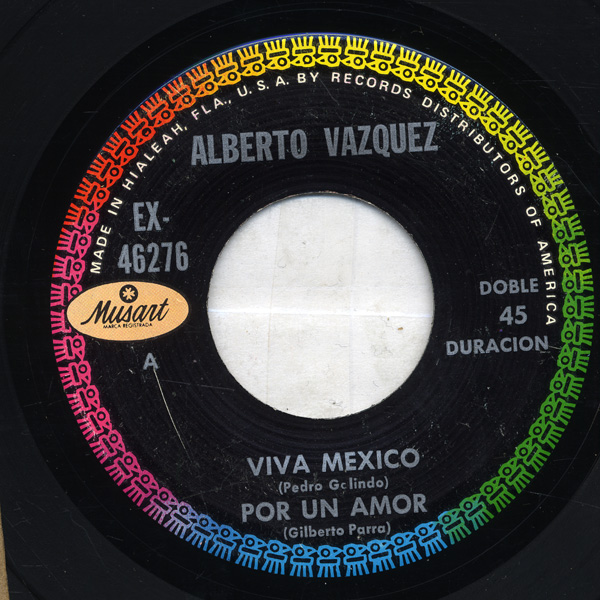 MADE IN HIALEAH, FLA., U.S.A. BY RECORDS DISTRIBUTORS OF AMERICA
ALBERTO VAZQUEZ
EX-
46276
Musart
MARCA REGISTRADA
A
DOBLE
45
DURACION
VIVA MEXICO
(Pedro Galindo)
POR UN AMOR
(Gilberto Parra)